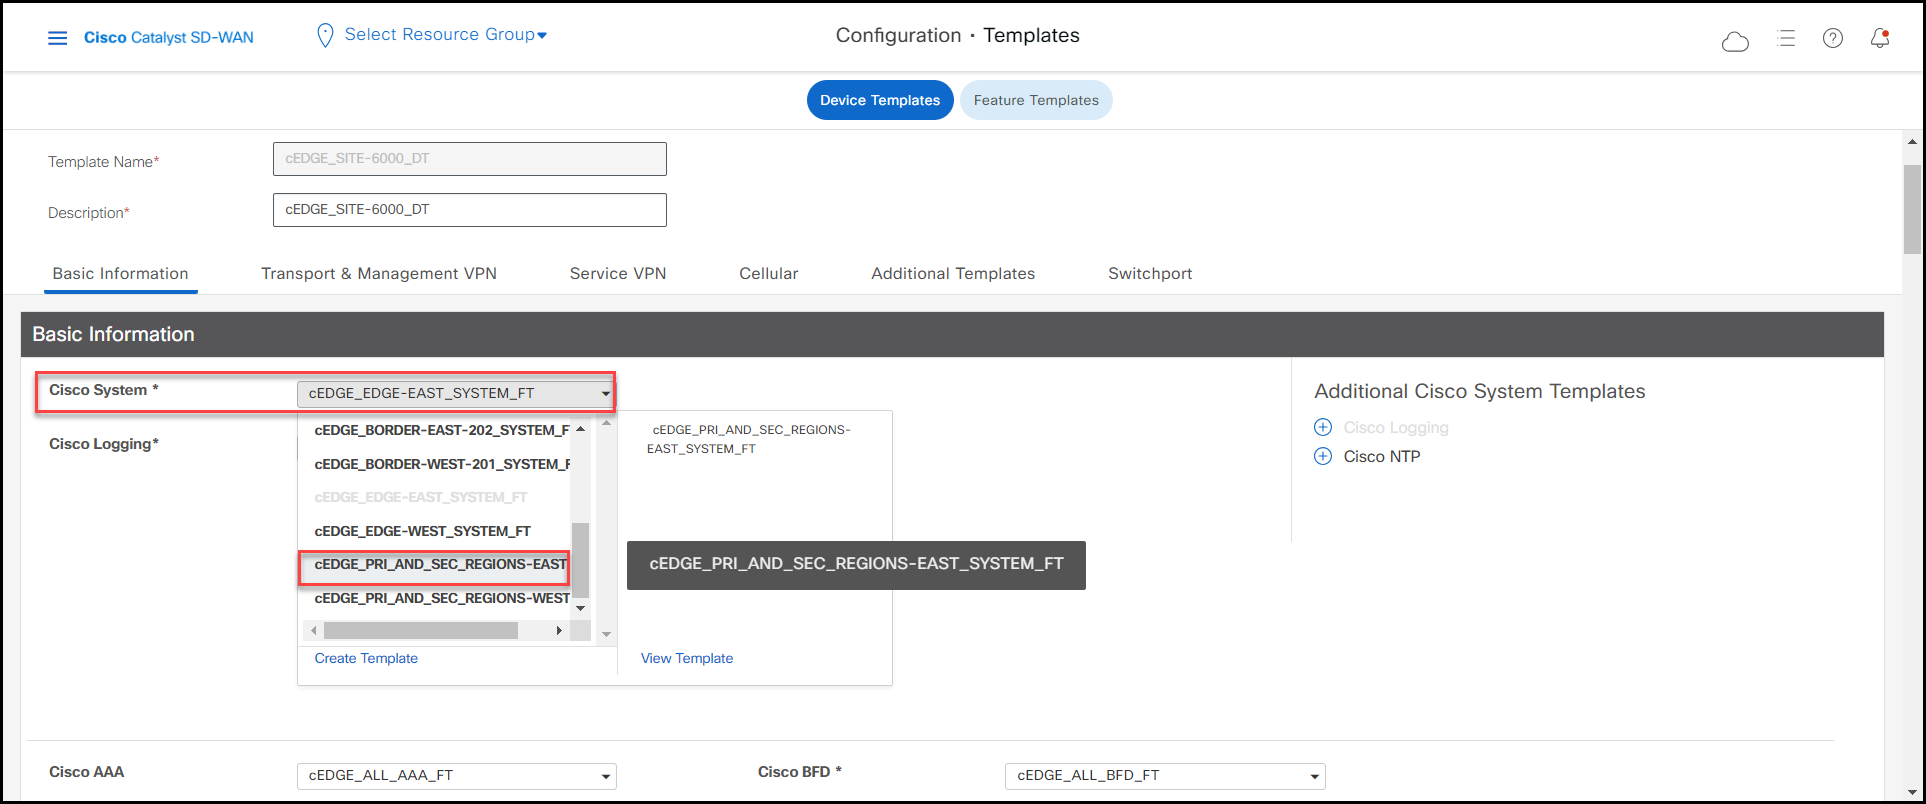 Cisco Catalyst SD-WAN
Select Resource Group
Configuration · Templates
Device Templates
Feature Templates
Template Name*
cEDGE_SITE-6000_DT
Description*
cEDGE_SITE-6000_DT
Basic Information
Transport & Management VPN
Service VPN
Cellular
Additional Templates
Switchport
Basic Information
Cisco System *
cEDGE_EDGE-EAST_SYSTEM_FT
Cisco Logging*
cEDGE_BORDER-EAST-202_SYSTEM_F
cEDGE_BORDER-WEST-201_SYSTEM_F
cEDGE_EDGE-EAST_SYSTEM_FT
cEDGE_EDGE-WEST_SYSTEM_FT
cEDGE_PRI_AND_SEC_REGIONS-EAST
cEDGE_PRI_AND_SEC_REGIONS-WEST
Create Template
cEDGE_PRI_AND_SEC_REGIONS-
EAST_SYSTEM_FT
cEDGE_PRI_AND_SEC_REGIONS-EAST_SYSTEM_FT
View Template
Additional Cisco System Templates
Cisco Logging
Cisco NTP
Cisco AAA
cEDGE_ALL_AAA_FT
Cisco BFD *
cEDGE_ALL_BFD_FT